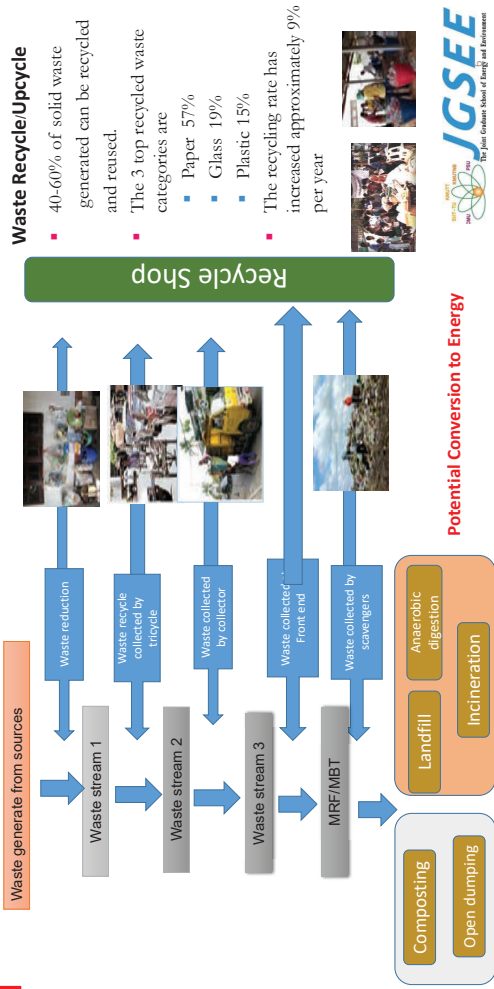 Waste generate from sources
Waste stream 1
Waste stream 2
Waste stream 3
MRF/MBT
Waste reduction
Waste recycle
collected by
tricycle
Waste collected
by collector
Waste collected
Front end
Waste collected by
scavengers
Recycle Shop
Composting
Open dumping
Landfill
Anaerobic
digestion
Incineration
Potential Conversion to Energy
Waste Recycle/Upcycle
40-60% of solid waste
generated can be recycled
and reused.
The 3 top recycled waste
categories are
Paper 57%
Glass 19%
Plastic 15%
The recycling rate has
increased approximately 9%
per year
JGSEE
The Joint Graduate School of Energy and Environment